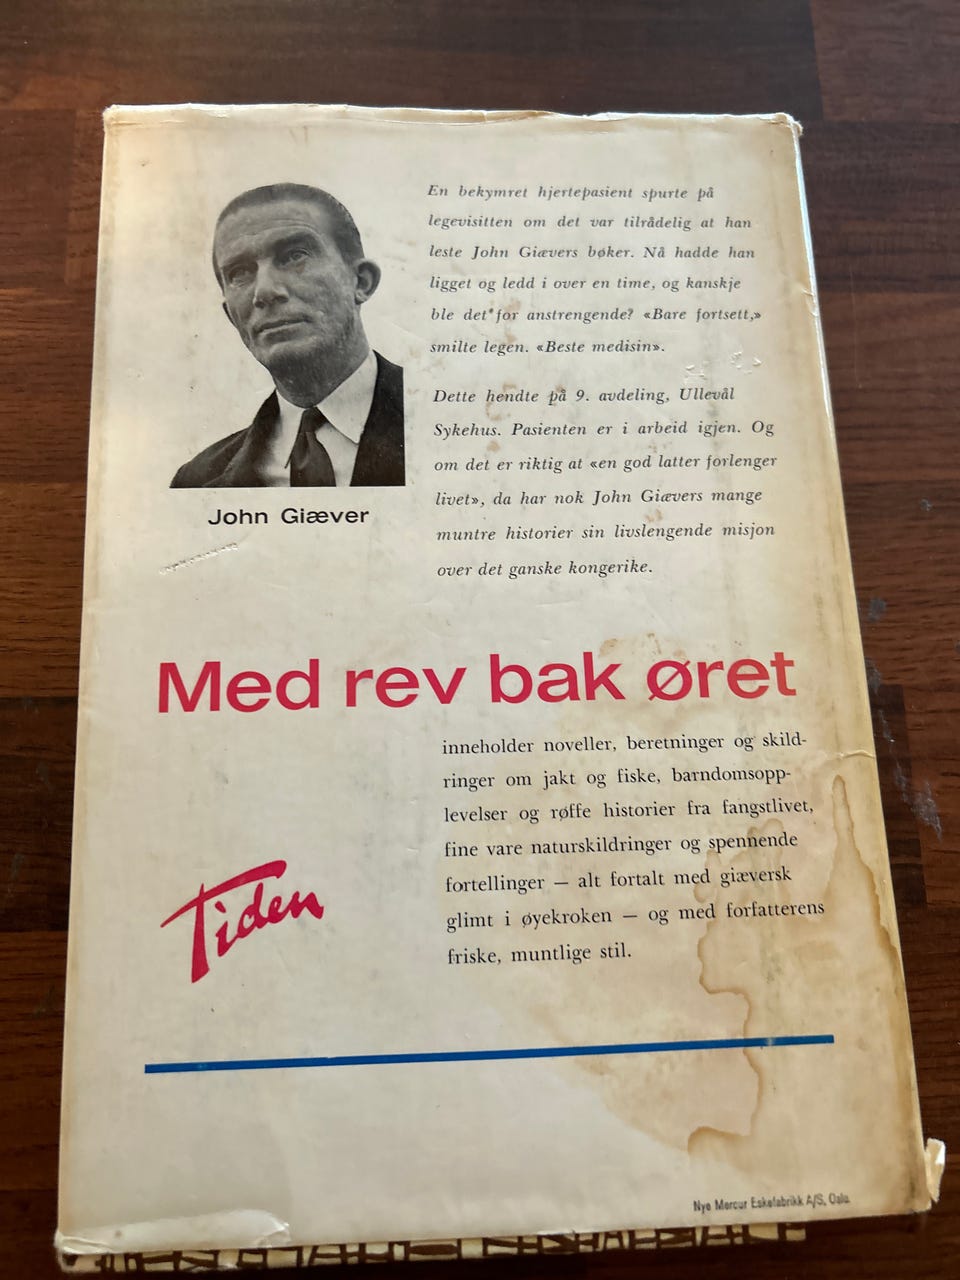 En bekymret hjertepasient spurte på
legevisitten om det var tilrådelig at han
leste John Giævers bøker. Nå hadde han
ligget og ledd i over en time, og kanskje
ble det for anstrengende? «Bare fortsett,»
smilte legen. «Beste medisin».
Dette hendte på 9. avdeling, Ullevål
Sykehus. Pasienten er i arbeid igjen. Og
om det er riktig at «en god latter forlenger
livet», da har nok John Giævers mange
muntre historier sin livslengende misjon
over det ganske kongerike.
John Giæver
Med rev bak øret
inneholder noveller, beretninger og skild-
ringer om jakt og fiske, barndomsopp-
levelser og røffe historier fra fangstlivet,
fine vare naturskildringer og spennende
fortellinger — alt fortalt med giæversk
glimt i øyekroken — og med forfatterens
friske, muntlige stil.
Tiden
Nye Mercur Eskefabrikk A/S, Oslo